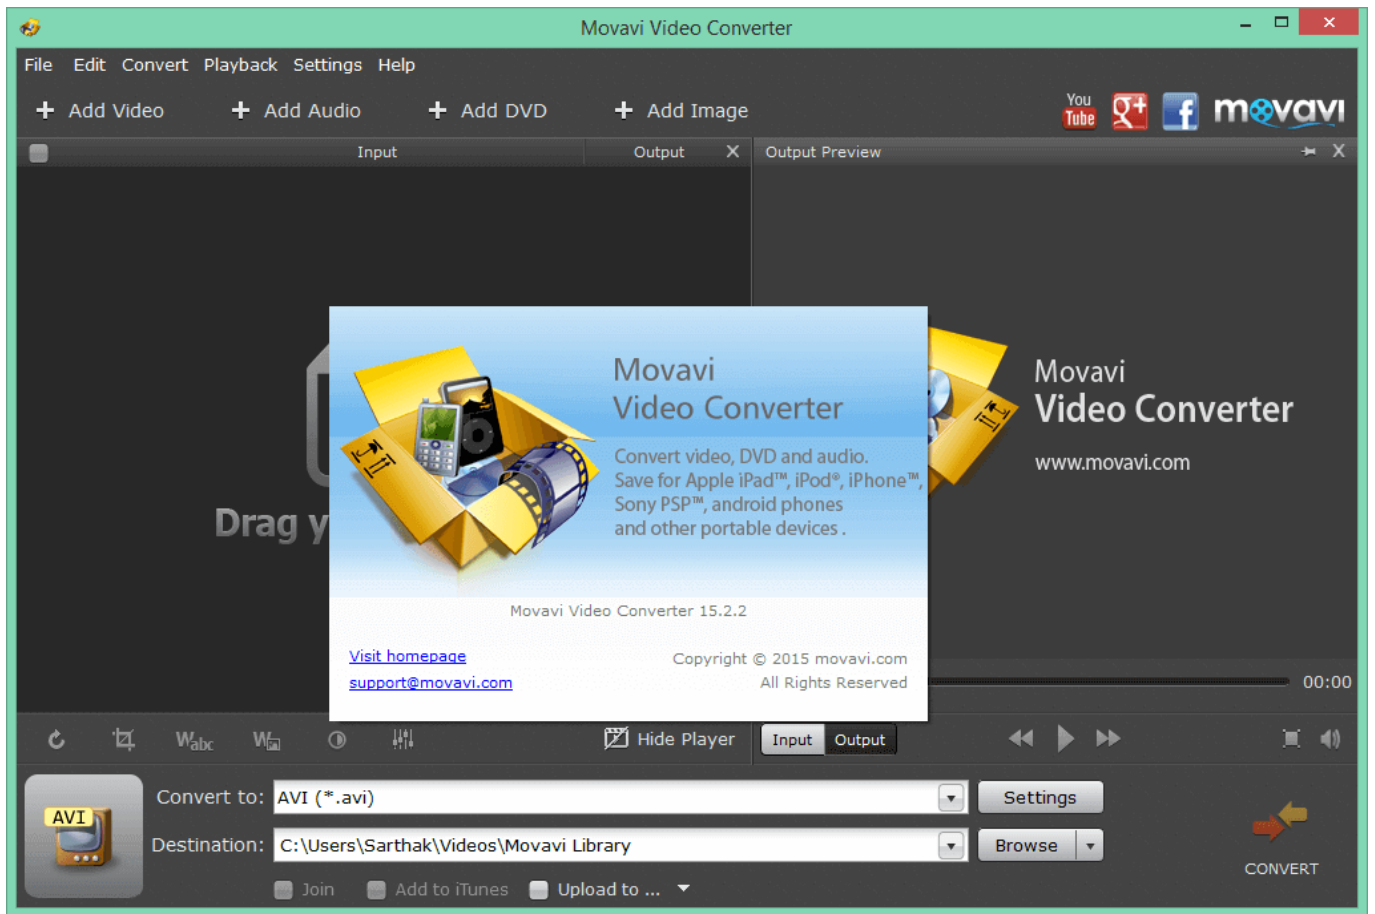 Movavi Video Converter
File Edit Convert Playback Settings Help
+ Add Video + Add Audio + Add DVD + Add Image
You Tube g+ f movavi
Input Output X Output Preview X
Drag y
Movavi
Video Converter
Convert video, DVD and audio.
Save for Apple iPad™, iPod®, iPhone™,
Sony PSP™, android phones
and other portable devices .
Movavi Video Converter 15.2.2
Visit homepage
support@movavi.com
Copyright © 2015 movavi.com
All Rights Reserved
Movavi
Video Converter
www.movavi.com
00:00
Wabc W Hide Player Input Output
AVI
Convert to: AVI (*.avi) Settings
Destination: C:\Users\Sarthak\Videos\Movavi Library Browse
Join Add to iTunes Upload to ...
CONVERT